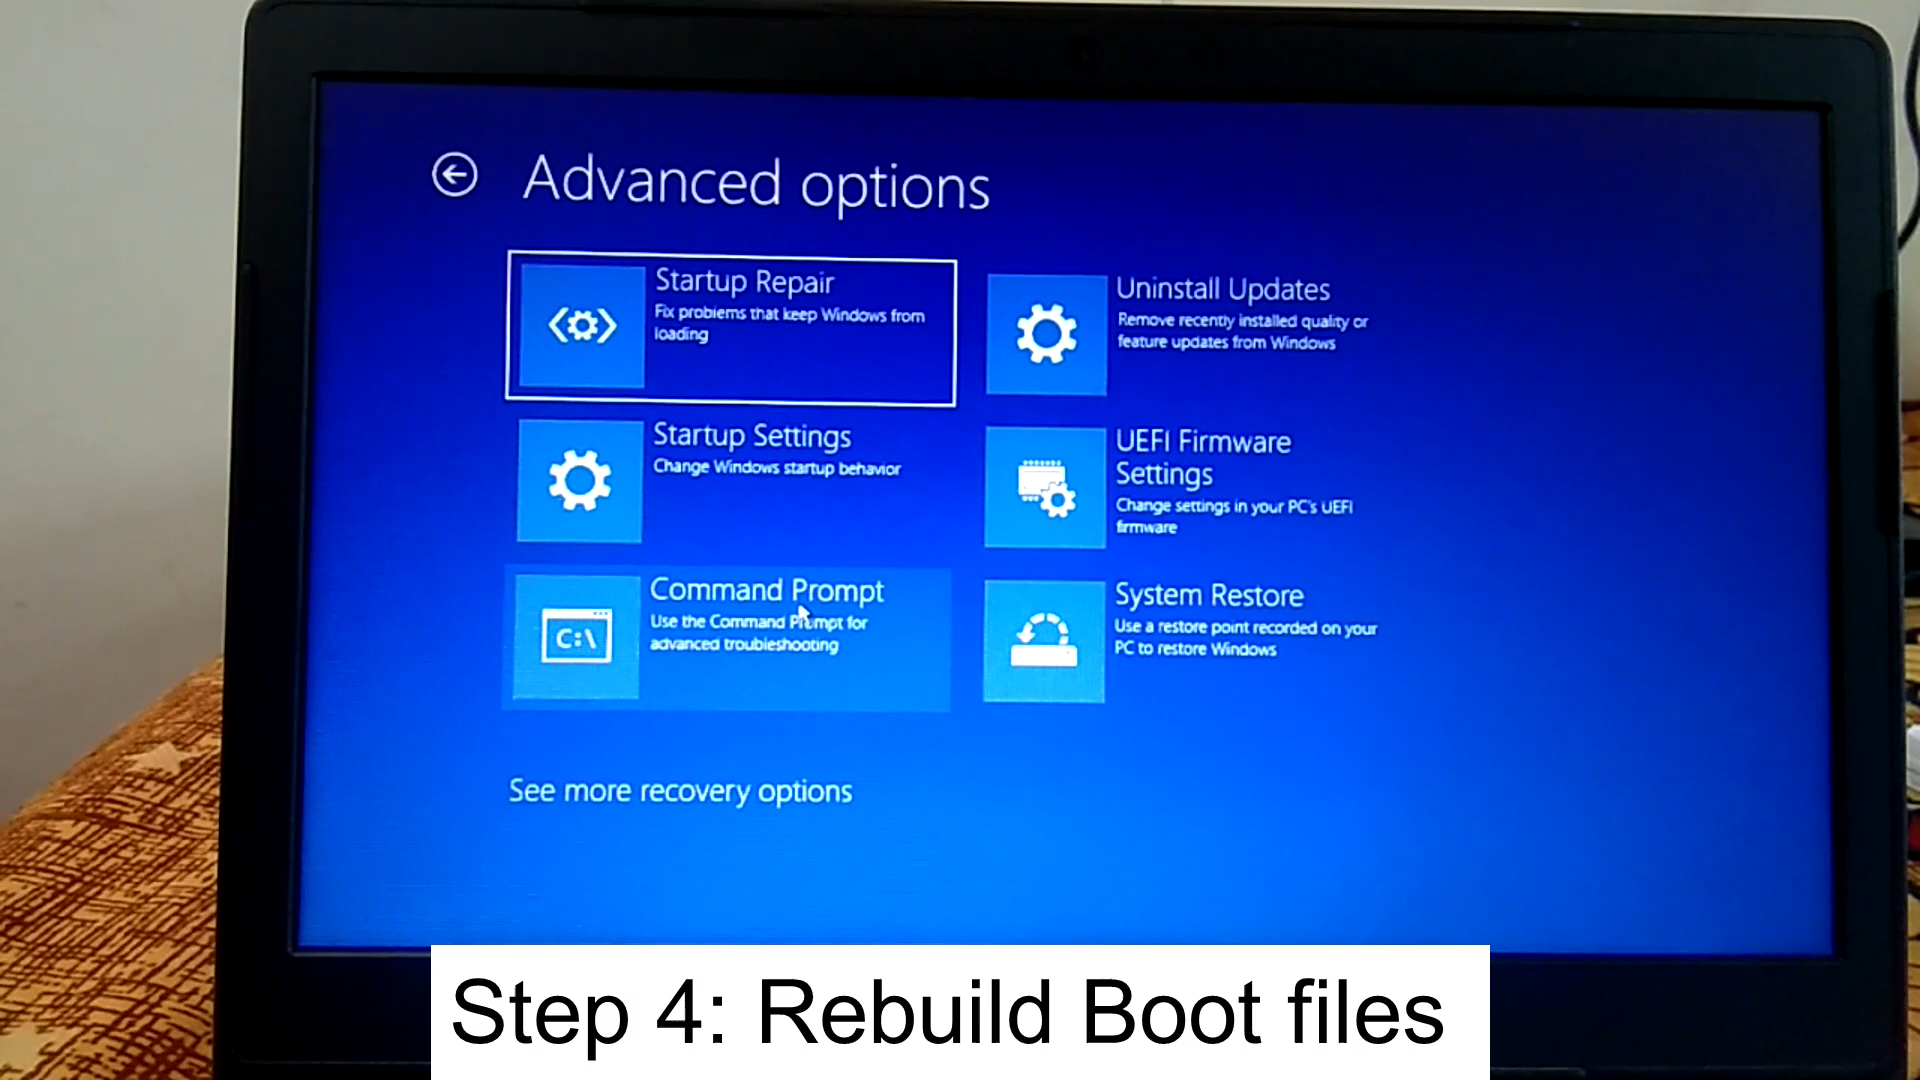 Advanced options
Startup Repair
Fix problems that keep Windows from
loading
Uninstall Updates
Remove recently installed quality or
feature updates from Windows
Startup Settings
Change Windows startup behavior
UEFI Firmware
Settings
Change settings in your PC's UEFI
firmware
C:\
Command Prompt
Use the Command Prompt for
advanced troubleshooting
System Restore
Use a restore point recorded on your
PC to restore Windows
See more recovery options
Step 4: Rebuild Boot files